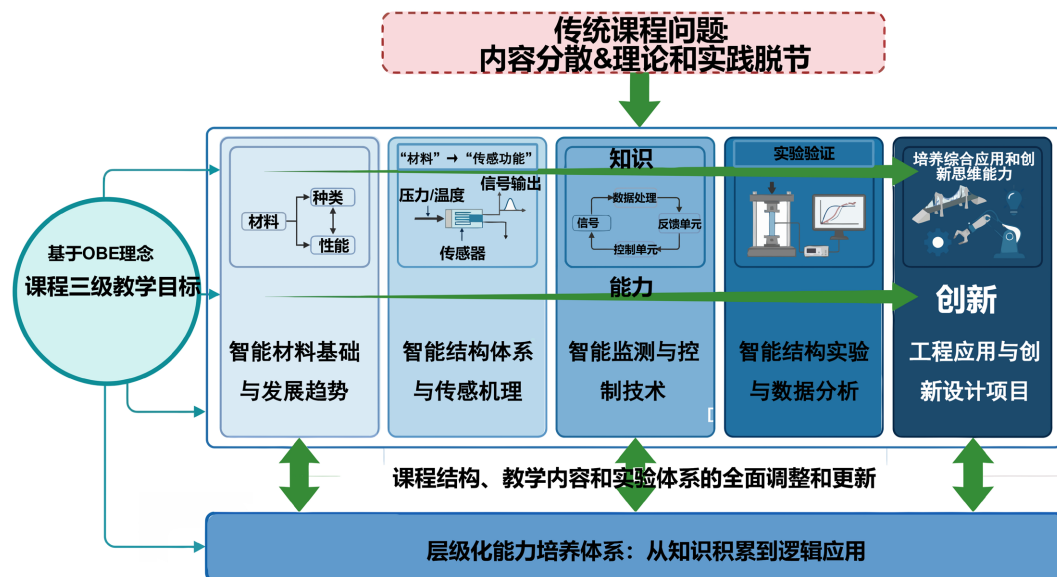 传统课程问题:
内容分散&理论和实践脱节
基于OBE理念
课程三级教学目标
材料
种类
性能
智能材料基础
与发展趋势
“材料” → “传感功能”
压力/温度
信号输出
传感器
智能结构体系
与传感机理
知识
数据处理
信号
反馈单元
控制单元
能力
智能监测与控
制技术
实验验证
智能结构实验
与数据分析
培养综合应用和创
新思维能力
创新
工程应用与创
新设计项目
课程结构、教学内容和实验体系的全面调整和更新
层级化能力培养体系：从知识积累到逻辑应用